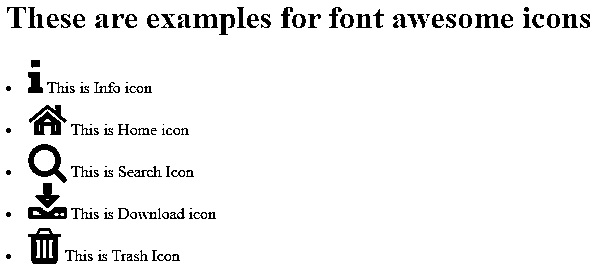 These are examples for font awesome icons
This is Info icon
This is Home icon
This is Search Icon
This is Download icon
This is Trash Icon